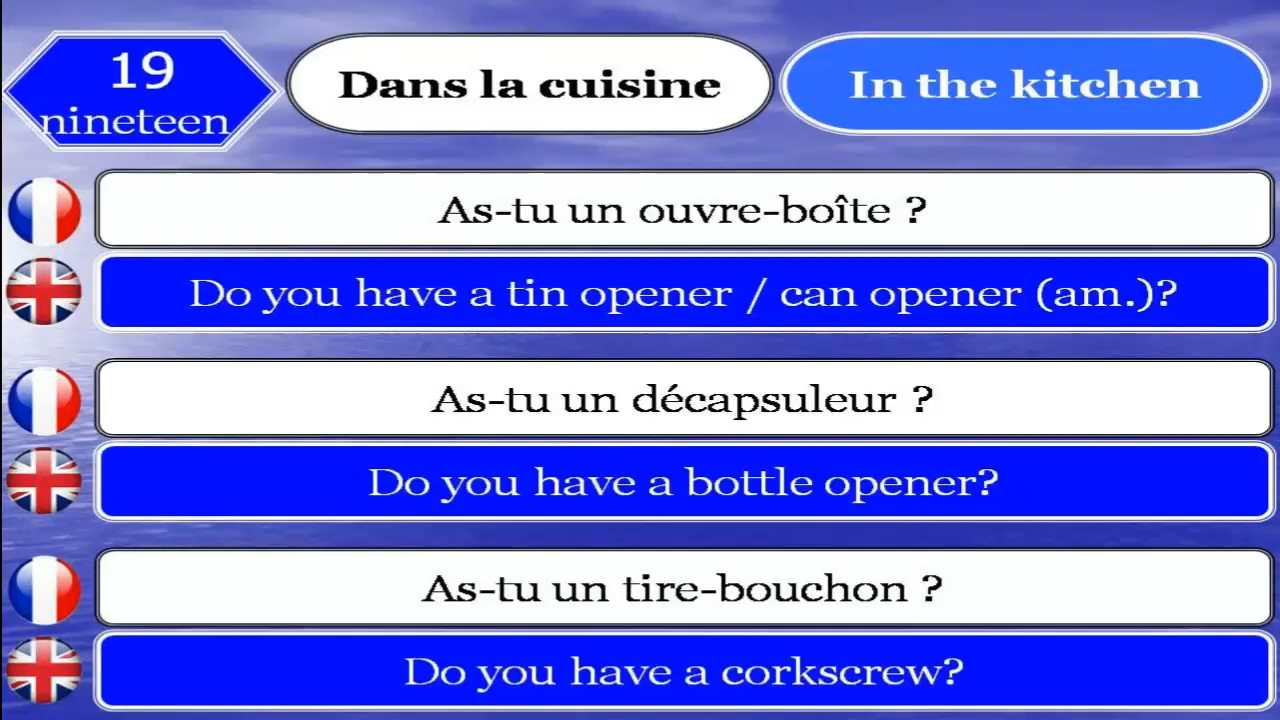 19
nineteen
Dans la cuisine
In the kitchen
As-tu un ouvre-boîte ?
Do you have a tin opener / can opener (am.)?
As-tu un décapsuleur ?
Do you have a bottle opener?
As-tu un tire-bouchon ?
Do you have a corkscrew?